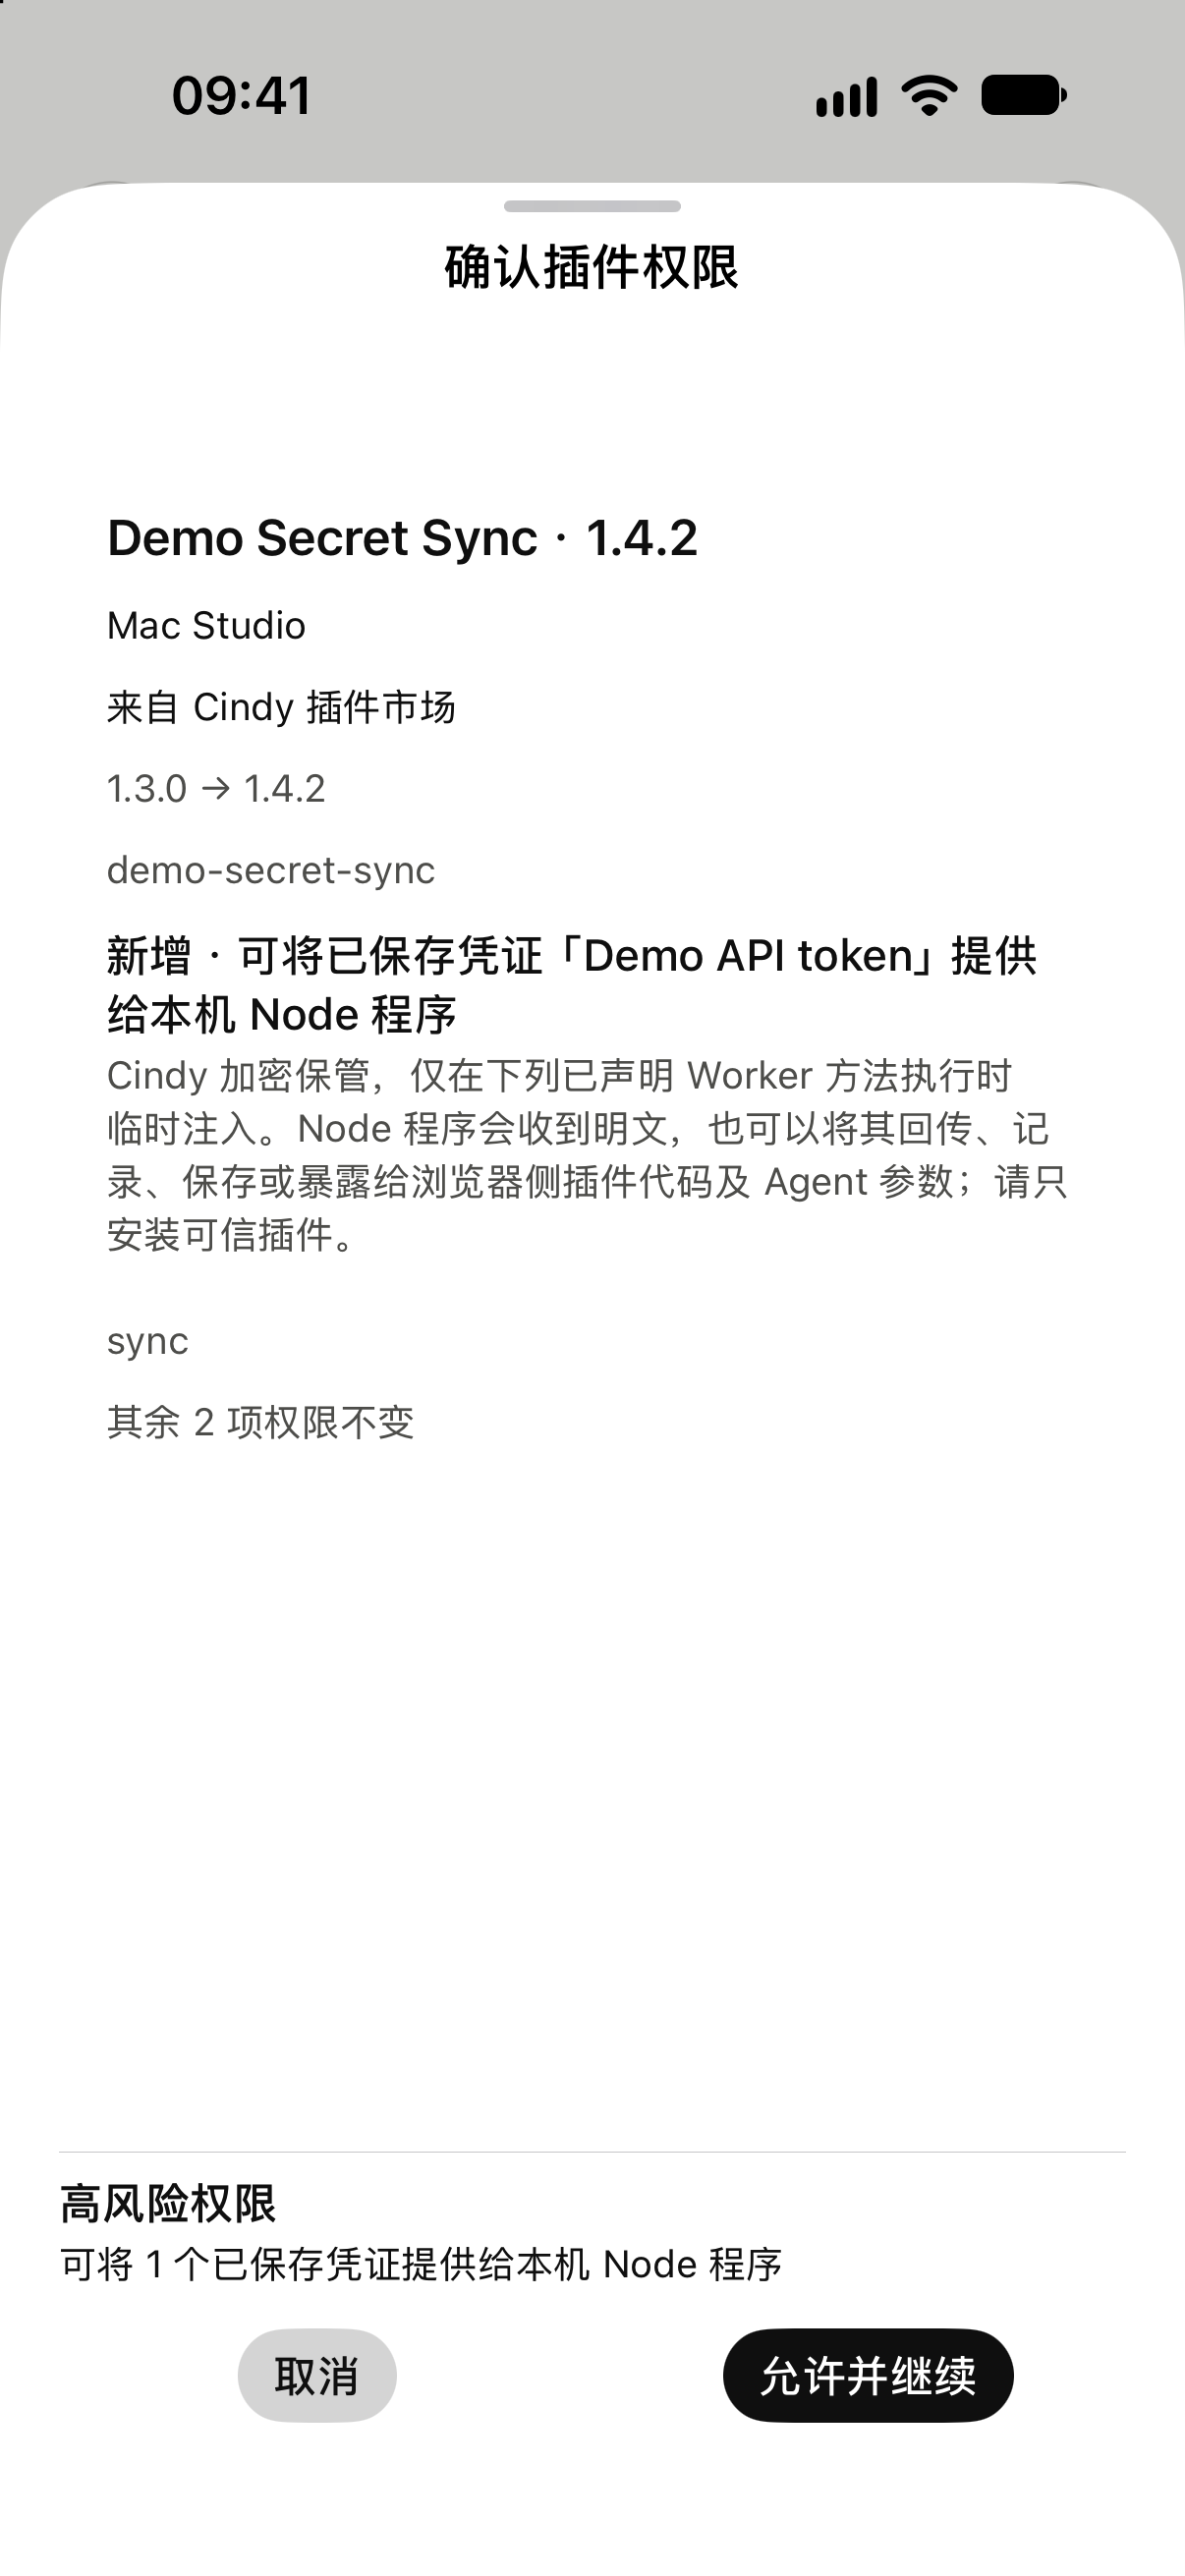 09:41
确认插件权限
Demo Secret Sync · 1.4.2
Mac Studio
来自 Cindy 插件市场
1.3.0 → 1.4.2
demo-secret-sync
新增 · 可将已保存凭证「Demo API token」提供
给本机 Node 程序
Cindy 加密保管，仅在下列已声明 Worker 方法执行时
临时注入。Node 程序会收到明文，也可以将其回传、记
录、保存或暴露给浏览器侧插件代码及 Agent 参数；请只
安装可信插件。
sync
其余 2 项权限不变
高风险权限
可将 1 个已保存凭证提供给本机 Node 程序
取消
允许并继续